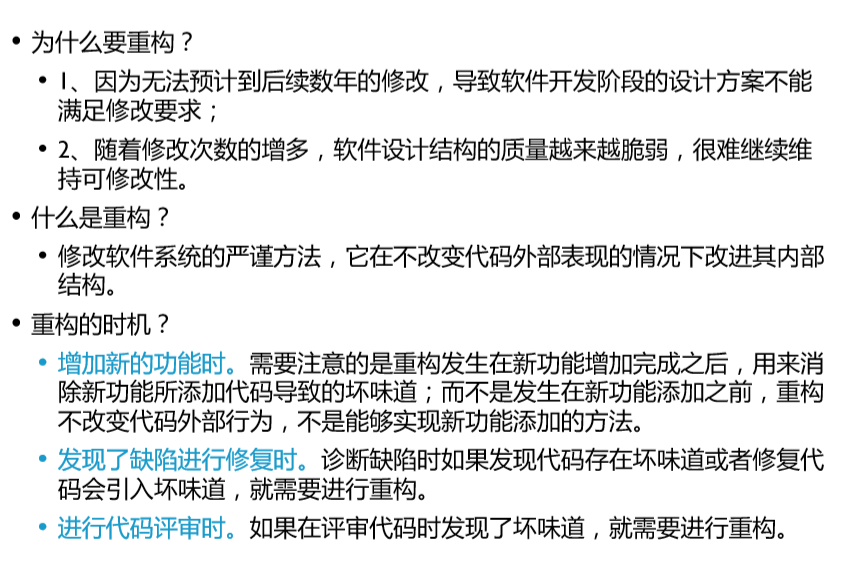 • 为什么要重构？
• 1、因为无法预计到后续数年的修改，导致软件开发阶段的设计方案不能
满足修改要求；
• 2、随着修改次数的增多，软件设计结构的质量越来越脆弱，很难继续维
持可修改性。
• 什么是重构？
• 修改软件系统的严谨方法，它在不改变代码外部表现的情况下改进其内部
结构。
• 重构的时机？
• 增加新的功能时。需要注意的是重构发生在新功能增加完成之后，用来消
除新功能所添加代码导致的坏味道；而不是发生在新功能添加之前，重构
不改变代码外部行为，不是能够实现新功能添加的方法。
• 发现了缺陷进行修复时。诊断缺陷时如果发现代码存在坏味道或者修复代
码会引入坏味道，就需要进行重构。
• 进行代码评审时。如果在评审代码时发现了坏味道，就需要进行重构。